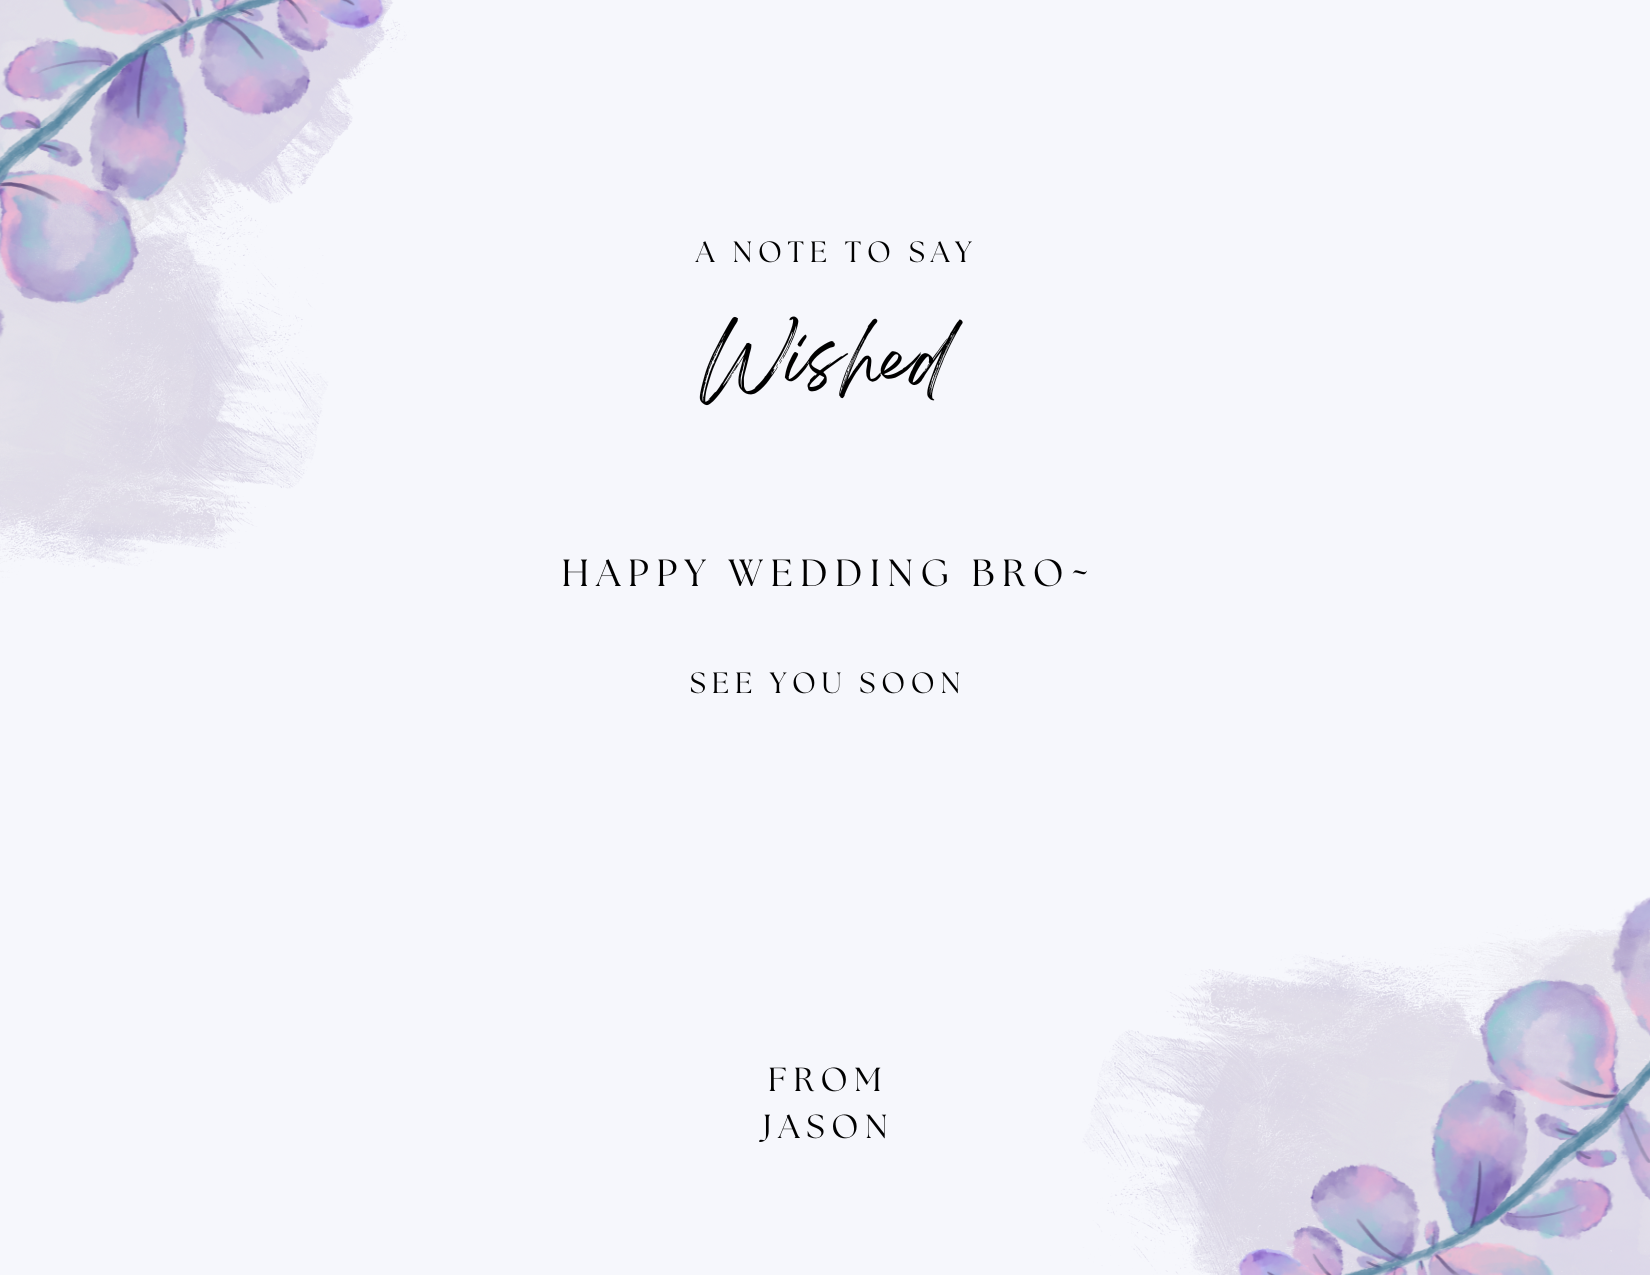 A NOTE TO SAY
Wished
HAPPY WEDDING BRO~
SEE YOU SOON
FROM
JASON